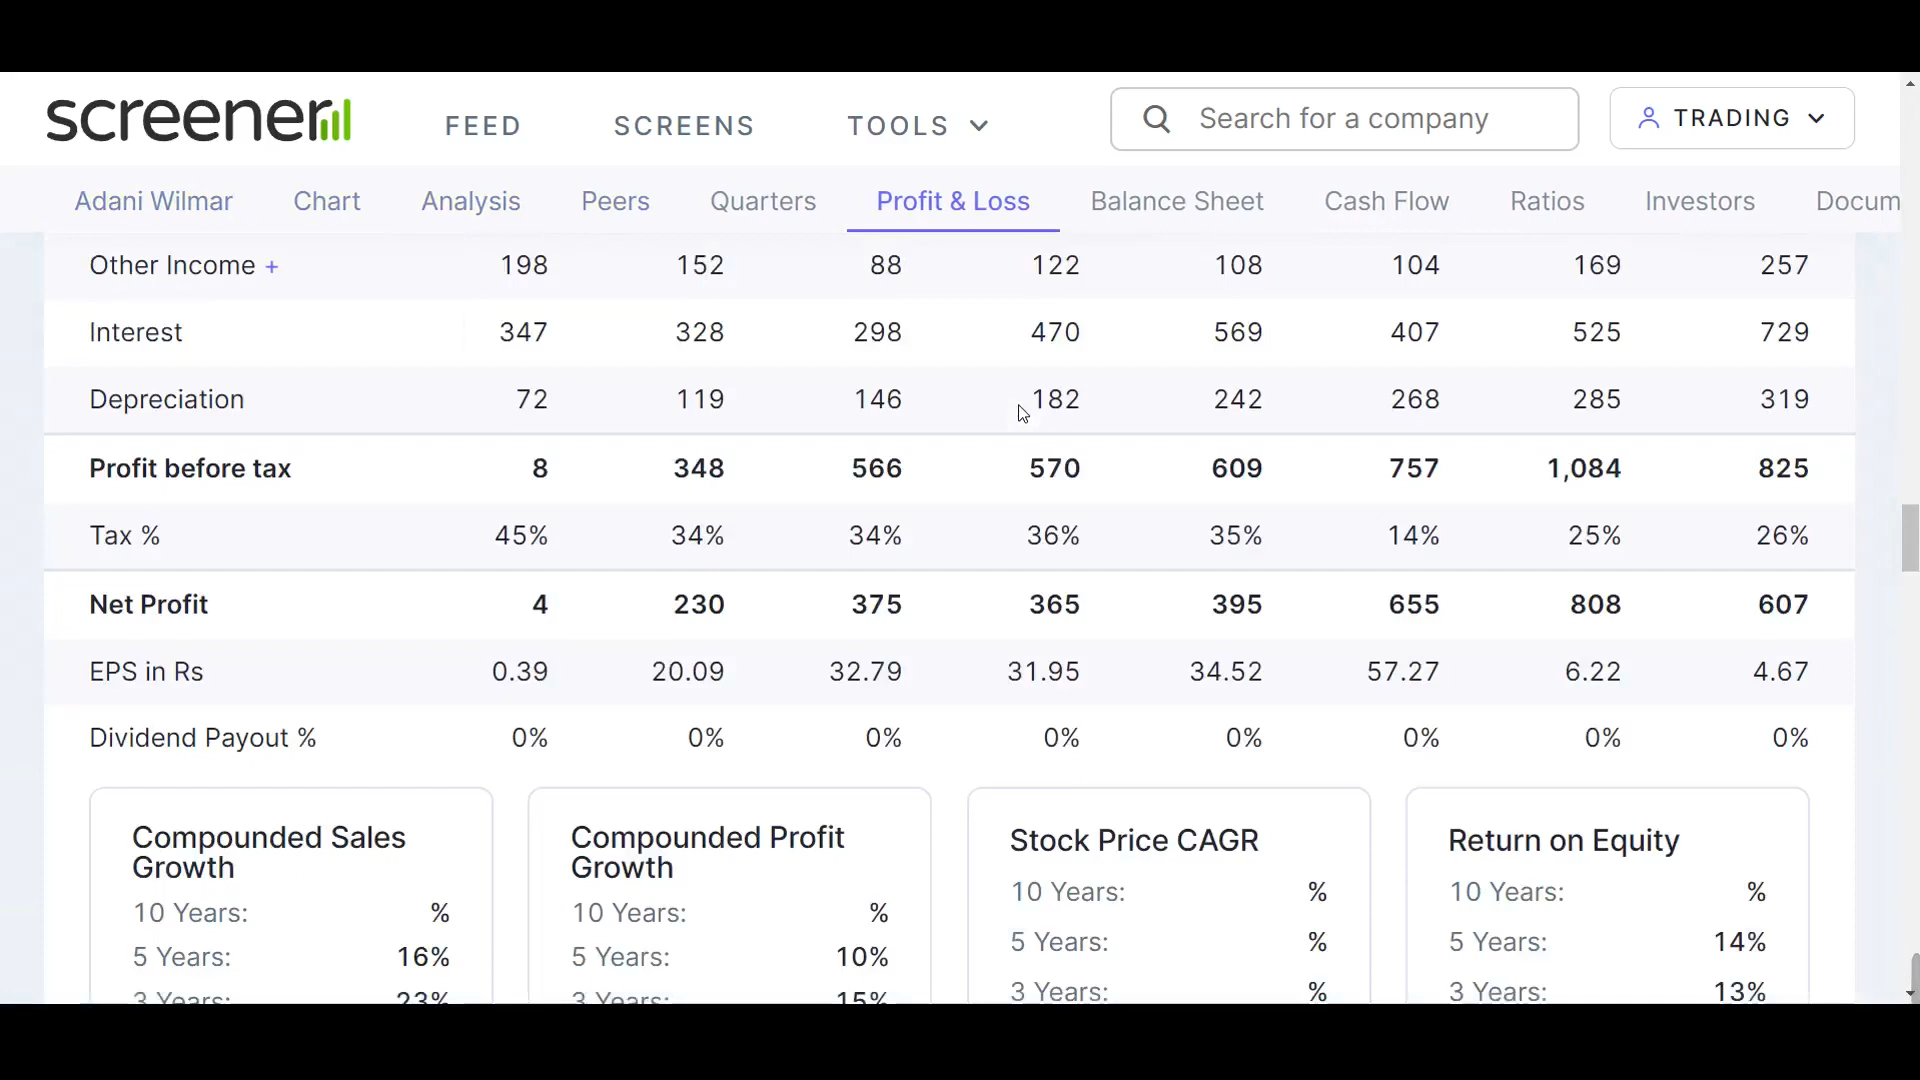 screener FEED SCREENS TOOLS Search for a company TRADING
Adani Wilmar Chart Analysis Peers Quarters Profit & Loss Balance Sheet Cash Flow Ratios Investors Docum
Other Income + 198 152 88 122 108 104 169 257
Interest 347 328 298 470 569 407 525 729
Depreciation 72 119 146 182 242 268 285 319
Profit before tax 8 348 566 570 609 757 1,084 825
Tax % 45% 34% 34% 36% 35% 14% 25% 26%
Net Profit 4 230 375 365 395 655 808 607
EPS in Rs 0.39 20.09 32.79 31.95 34.52 57.27 6.22 4.67
Dividend Payout % 0% 0% 0% 0% 0% 0% 0% 0%
Compounded Sales
Growth
10 Years: %
5 Years: 16%
3 Years: 23%
Compounded Profit
Growth
10 Years: %
5 Years: 10%
3 Years: 15%
Stock Price CAGR
10 Years: %
5 Years: %
3 Years: %
Return on Equity
10 Years: %
5 Years: 14%
3 Years: 13%